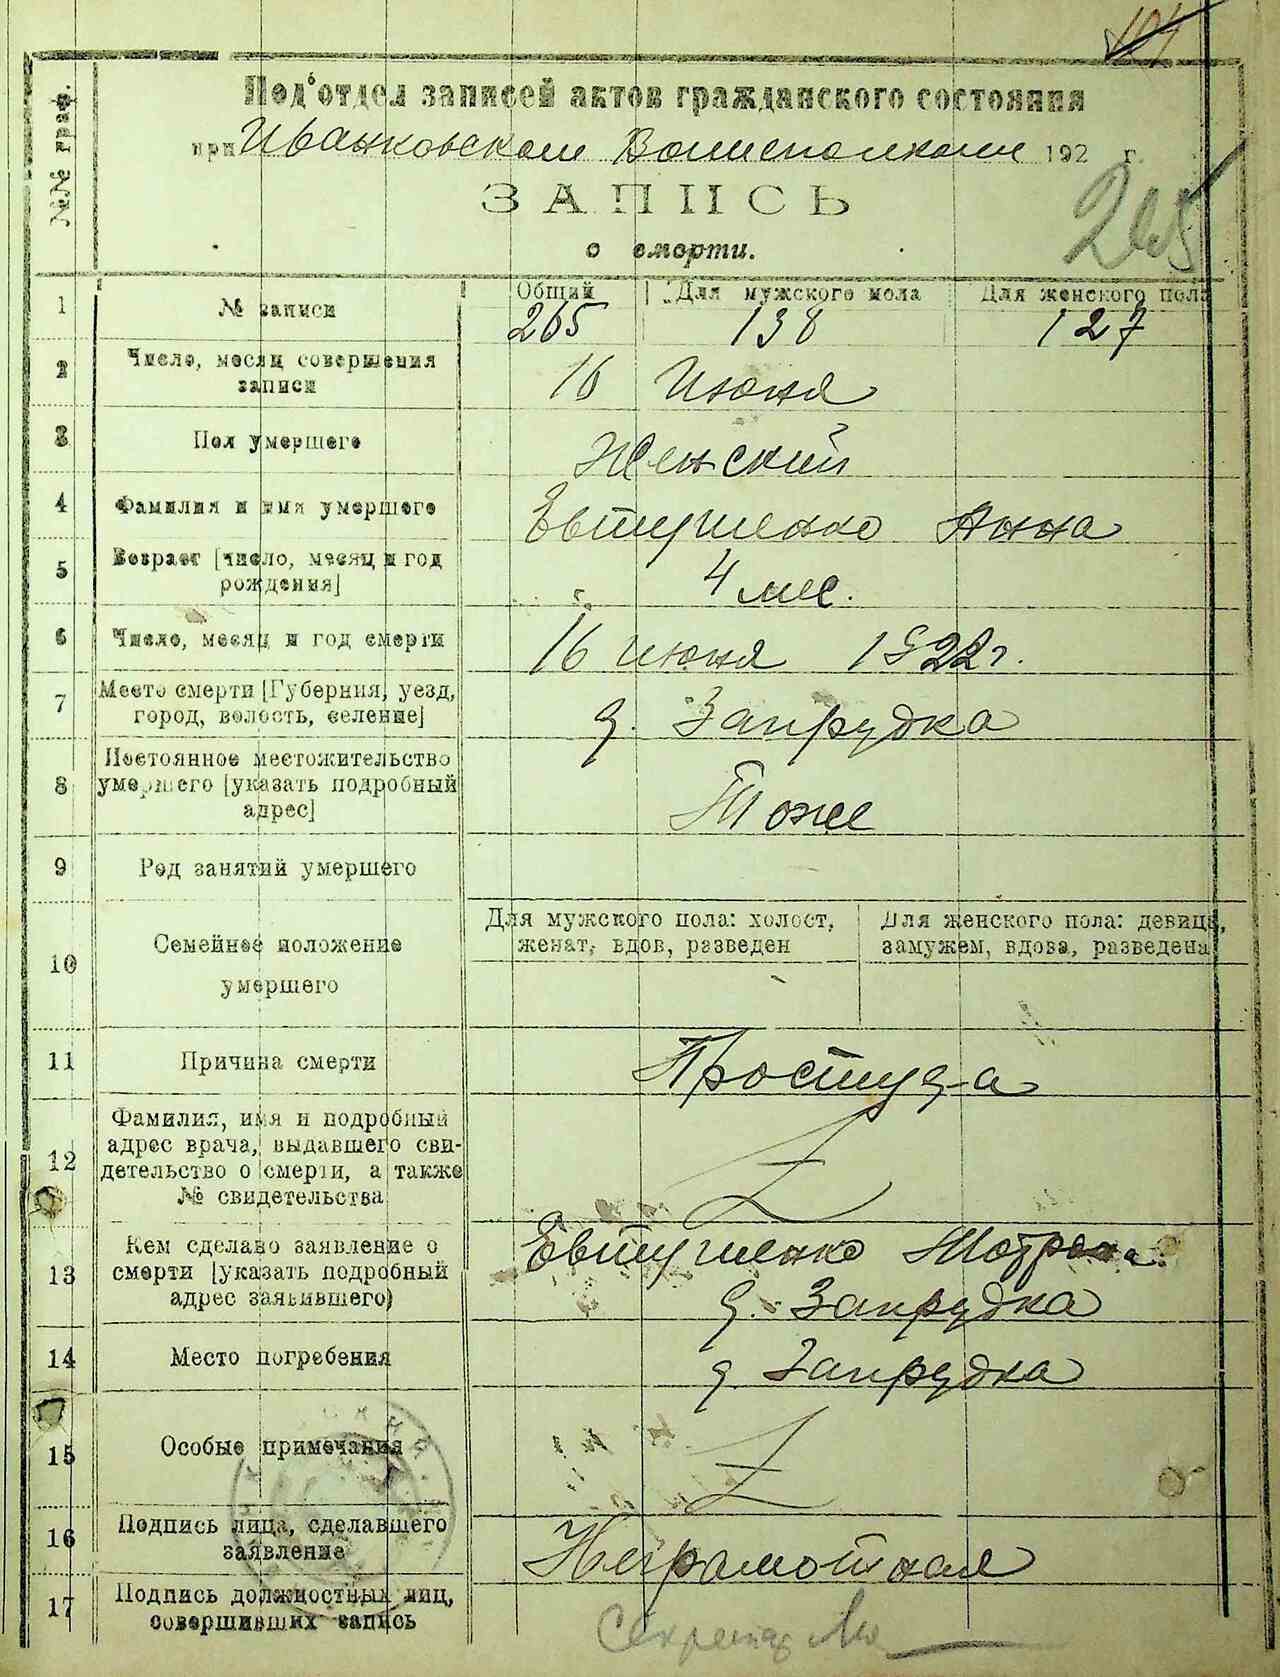 №№ граф.
Под'отдел записей актов гражданского состояния
при Иванковском Волисполкоме 192 г.
265
ЗАПИСЬ
о смерти.
1 № записи Общий Для мужского пола Для женского пола
265 138 127
2 Число, месяц совершения
записи
16 Июня
3 Пол умершего Женский
4 Фамилия и имя умершего Евтушенко Анна
5 Возраст [число, месяц и год
рождения]
4 мес.
6 Число, месяц и год смерти 16 июня 1922 г.
7 Место смерти [Губерния, уезд,
город, волость, селение]
д. Запрудка
8 Постоянное местожительство
умершего [указать подробный
адрес]
Тоже
9 Род занятий умершего
10 Семейное положение
умершего
Для мужского пола: холост,
женат, вдов, разведен
Для женского пола: девица,
замужем, вдова, разведена
11 Причина смерти Простуда
12 Фамилия, имя и подробный
адрес врача, выдавшего сви-
детельство о смерти, а также
№ свидетельства
13 Кем сделано заявление о
смерти [указать подробный
адрес заявившего)
Евтушенко Мотрона
д. Запрудка
14 Место погребения д. Запрудка
15 Особые примечания
16 Подпись лица, сделавшего
заявление
Неграмотная
17 Подпись должностных лиц,
совершивших запись
Секретар